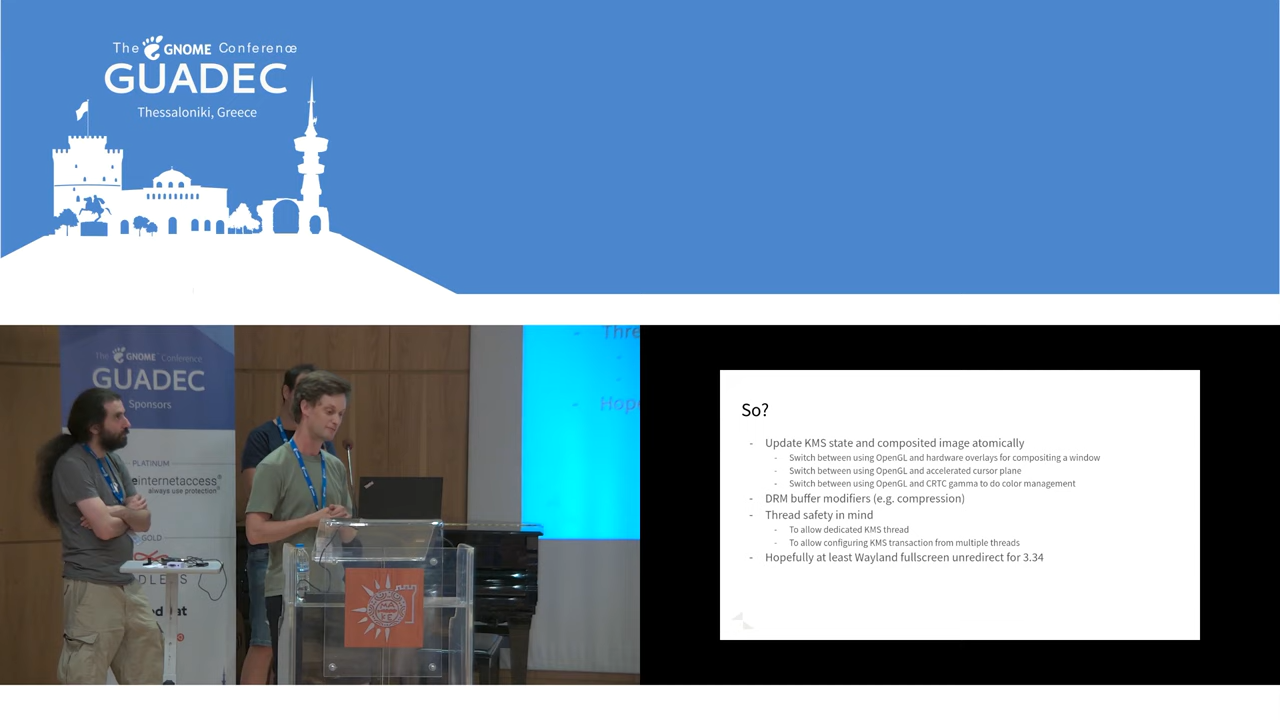 The GNOME Conference
GUADEC
Thessaloniki, Greece
The GNOME Conference
GUADEC
Sponsors
PLATINUM
einternetaccess
always use protection
GOLD
DLE S
Thre
Hop
So?
- Update KMS state and composited image atomically
- Switch between using OpenGL and hardware overlays for compositing a window
- Switch between using OpenGL and accelerated cursor plane
- Switch between using OpenGL and CRTC gamma to do color management
- DRM buffer modifiers (e.g. compression)
- Thread safety in mind
- To allow dedicated KMS thread
- To allow configuring KMS transaction from multiple threads
- Hopefully at least Wayland fullscreen unredirect for 3.34